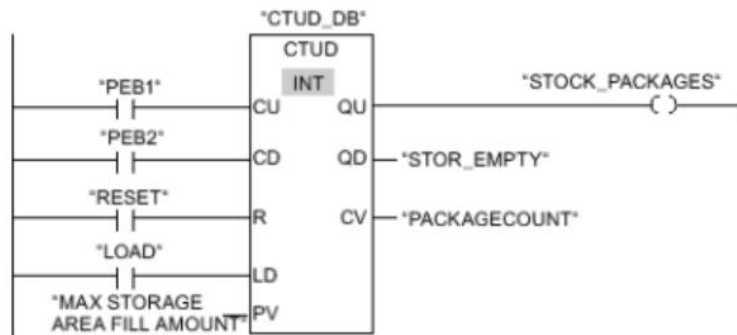 "CTUD_DB"
CTUD
INT
"PEB1"
CU
QU
"STOCK_PACKAGES"
"PEB2"
CD
QD
"STOR_EMPTY"
"RESET"
R
CV
"PACKAGECOUNT"
"LOAD"
LD
"MAX STORAGE
AREA FILL AMOUNT"
PV